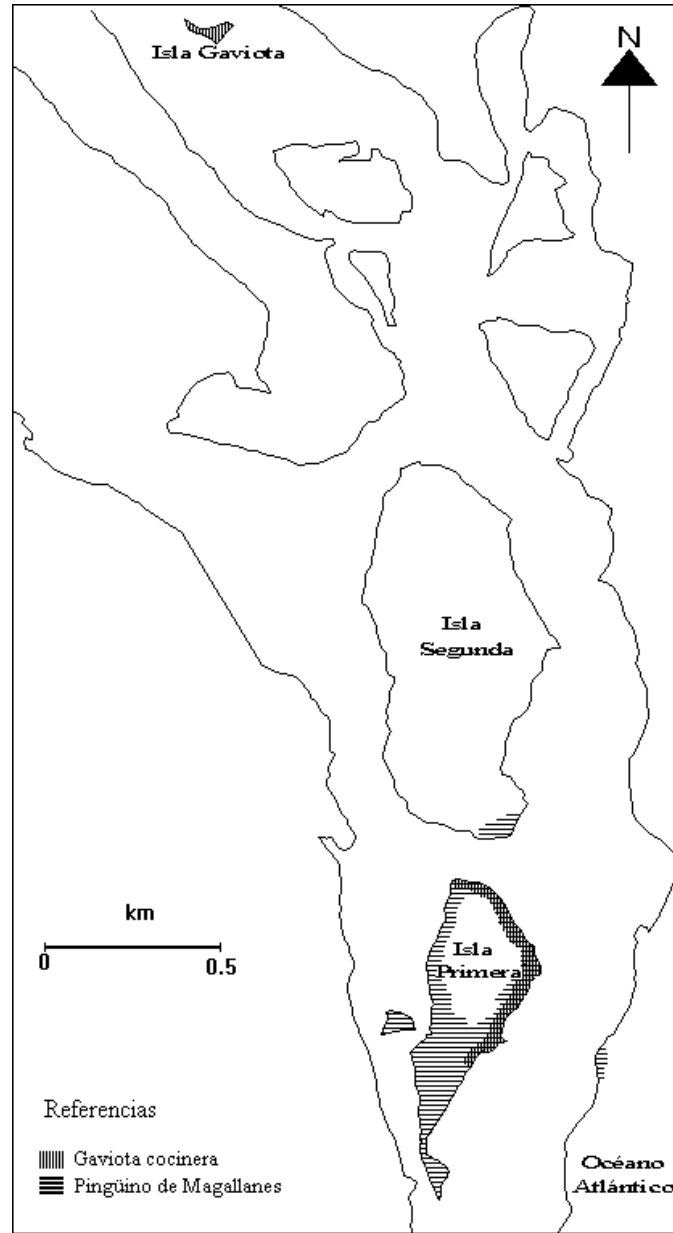 Isla Gaviota
N
Isla
Segunda
km
0
0.5
Isla
Primera
Referencias
Gaviota cocinera
Pingüino de Magallanes
Océano
Atlántico